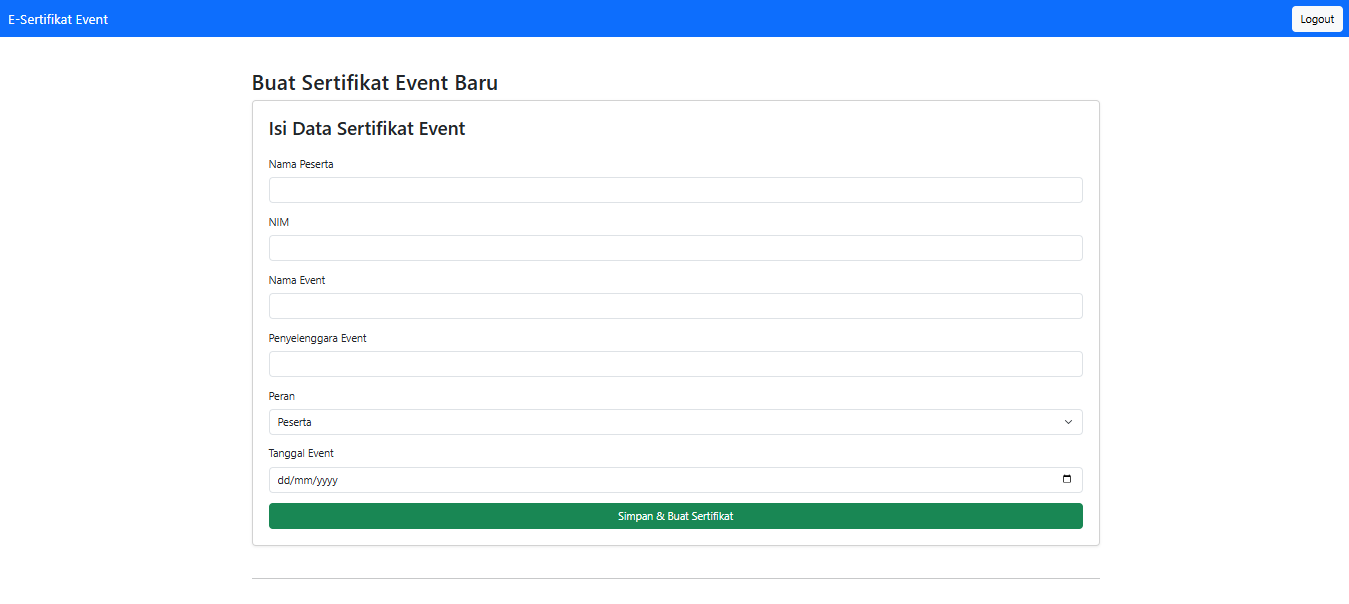 E-Sertifikat Event
Logout
Buat Sertifikat Event Baru
Isi Data Sertifikat Event
Nama Peserta
NIM
Nama Event
Penyelenggara Event
Peran
Peserta
Tanggal Event
dd/mm/yyyy
Simpan & Buat Sertifikat